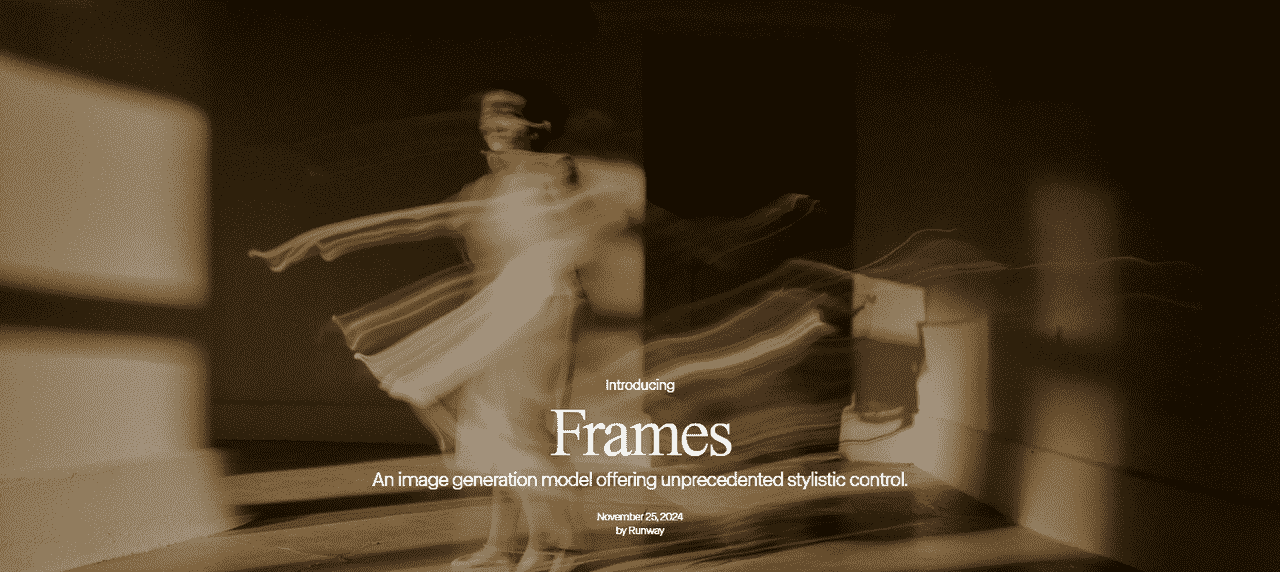 Introducing
Frames
An image generation model offering unprecedented stylistic control.
November 25, 2024
by Runway